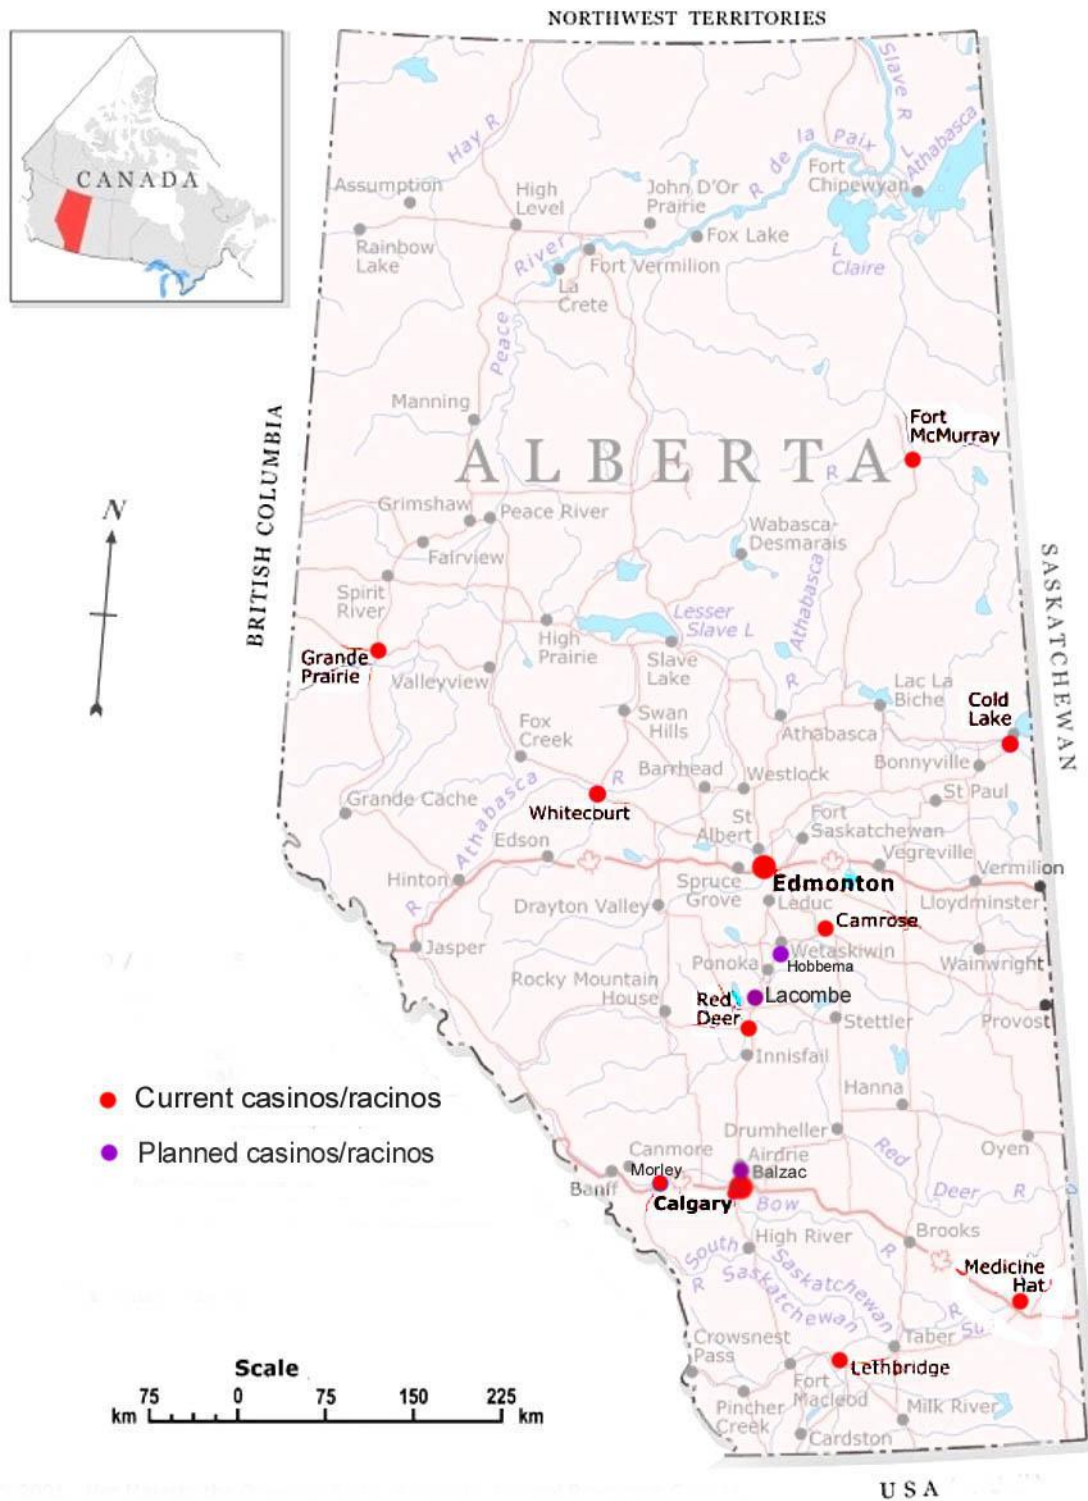 NORTHWEST TERRITORIES
CANADA
Slave R
L Athabasca
Hay R
R de la Paix
Fort
Chipewyan
Assumption
High
Level
John D'Or
Prairie
Rainbow
Lake
River
Fox Lake
Fort Vermilion
L
Claire
La
Crete
Peace
Manning
BRITISH COLUMBIA
ALBERTA
Fort
McMurray
R
N
Grimshaw
Peace River
Fairview
Wabasca-
Desmarais
SASKATCHEWAN
Spirit
River
Athabasca
Lesser
Slave L
High
Prairie
Grande
Prairie
Valleyview
Slave
Lake
R
Lac La
Biche
Cold
Lake
Fox
Creek
Swan
Hills
Athabasca
Bonnyville
Barrhead
Westlock
R
St Paul
Grande Cache
Athabasca
Whitecourt
St
Albert
Fort
Saskatchewan
Edson
Vegreville
Vermilion
Hinton
R
Spruce
Grove
Edmonton
Leduc
Lloydminster
Drayton Valley
Camrose
Jasper
Wetaskiwin
Ponoka
Hobbema
Wainwright
Rocky Mountain
House
Red
Deer
Lacombe
Stettler
Provost
Innisfail
Hanna
Current casinos/racinos
Planned casinos/racinos
Drumheller
Oyen
Canmore
Airdrie
Red
Morley
Balzac
Banff
Calgary
Bow
Deer R
High River
Brooks
South
R
Saskatchewan
R
Saskatchewan
Medicine
Hat
R
Su
Crowsnest
Pass
Taber
Lethbridge
Fort
Macleod
Pincher
Creek
Milk River
Cardston
Scale
75 0 75 150 225
km km
USA